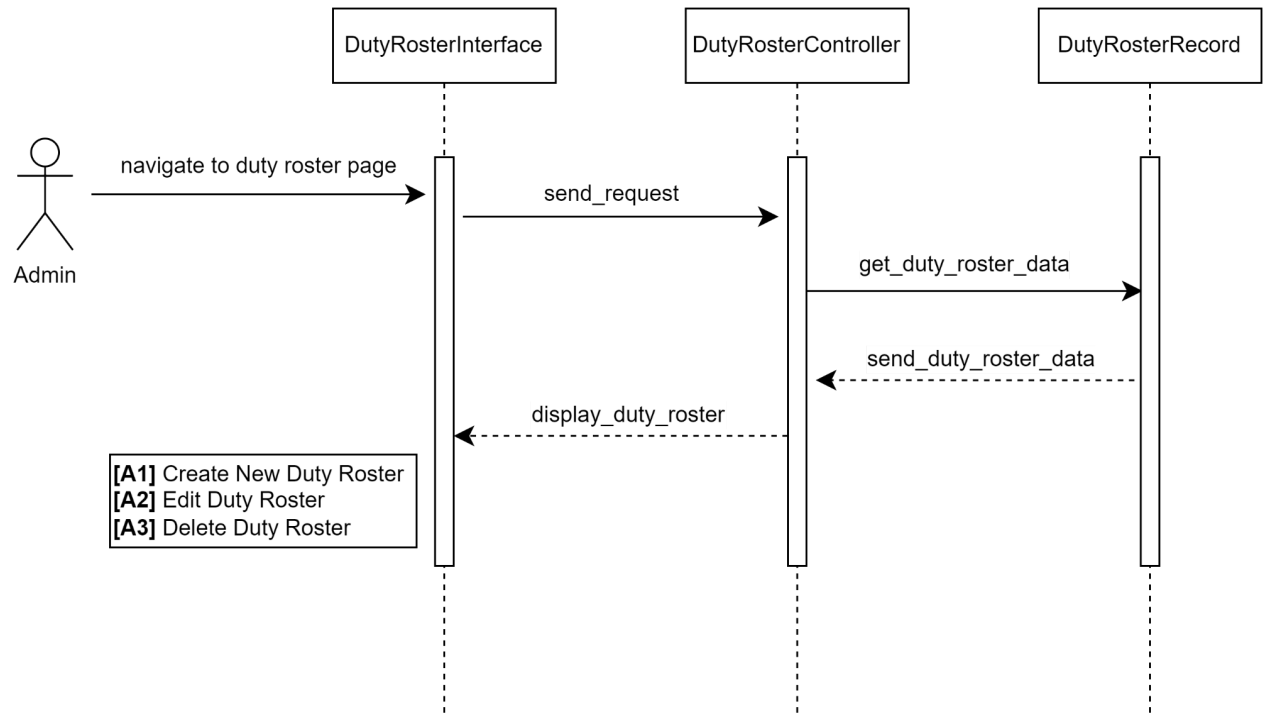 DutyRosterInterface
DutyRosterController
DutyRosterRecord
navigate to duty roster page
send_request
Admin
get_duty_roster_data
send_duty_roster_data
display_duty_roster
[A1] Create New Duty Roster
[A2] Edit Duty Roster
[A3] Delete Duty Roster